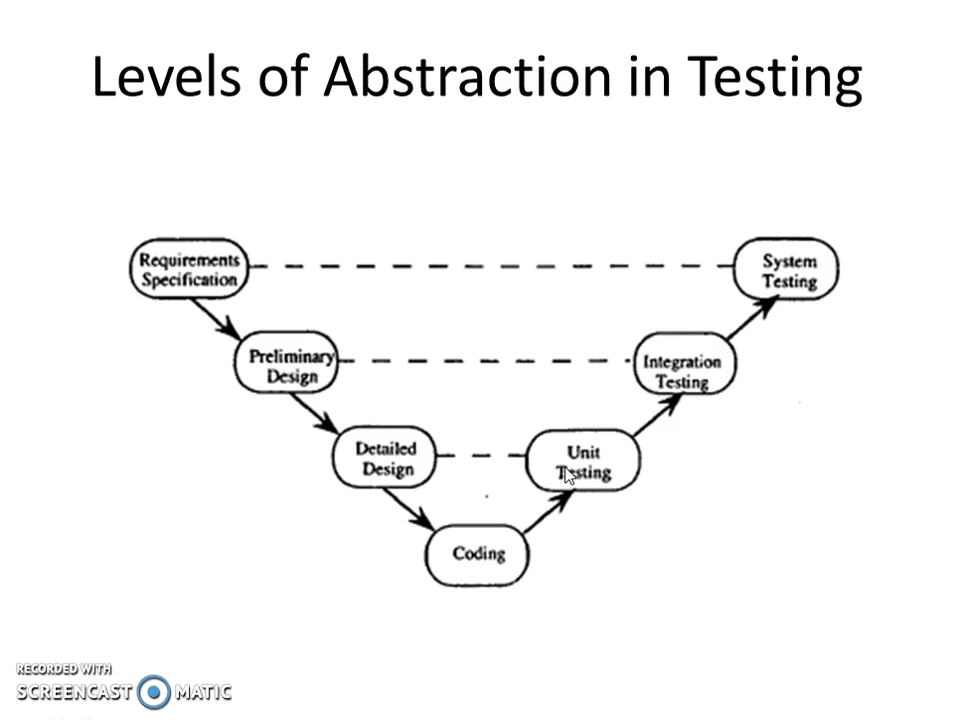 Levels of Abstraction in Testing
Requirements
Specification
System
Testing
Preliminary
Design
Integration
Testing
Detailed
Design
Unit
Testing
Coding
RECORDED WITH
SCREENCAST MATIC